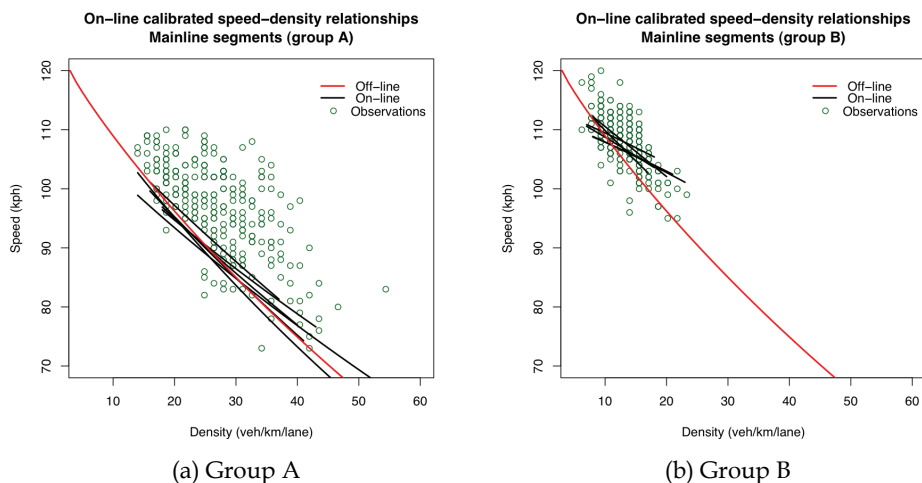 On-line calibrated speed-density relationships
Mainline segments (group A)
Off-line
On-line
Observations
120
110
100
90
80
70
Speed (kph)
10 20 30 40 50 60
Density (veh/km/lane)
(a) Group A
On-line calibrated speed-density relationships
Mainline segments (group B)
Off-line
On-line
Observations
120
110
100
90
80
70
Speed (kph)
10 20 30 40 50 60
Density (veh/km/lane)
(b) Group B